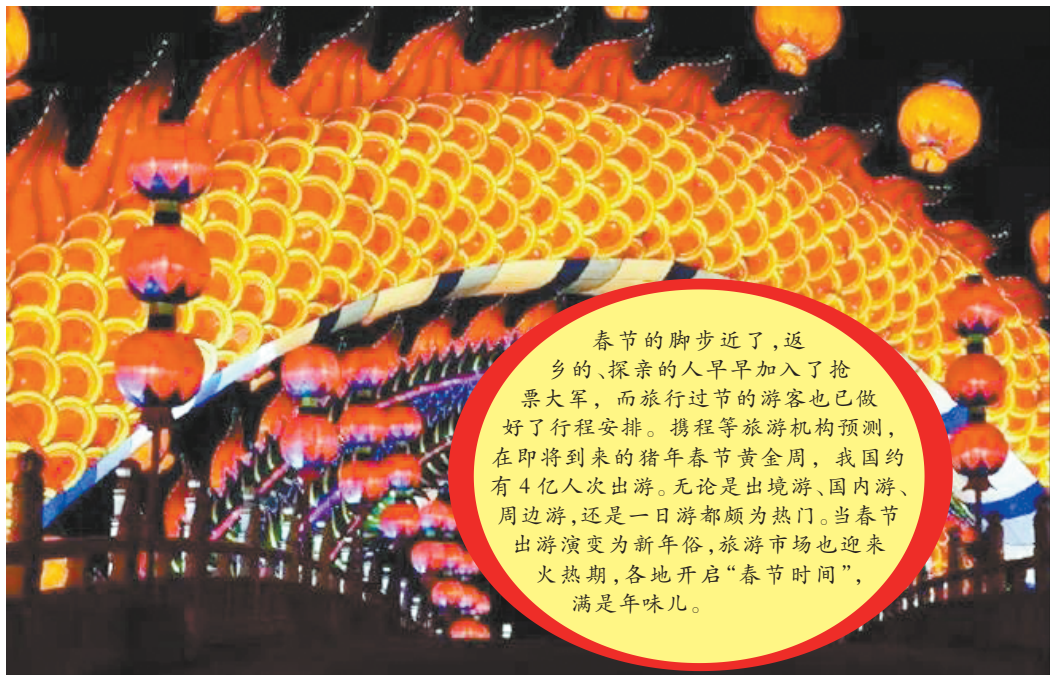 春节的脚步近了,返
乡的、探亲的人早早加入了抢
票大军，而旅行过节的游客也已做
好了行程安排。携程等旅游机构预测，
在即将到来的猪年春节黄金周，我国约
有 4 亿人次出游。无论是出境游、国内游、
周边游,还是一日游都颇为热门。当春节
出游演变为新年俗,旅游市场也迎来
火热期,各地开启“春节时间”，
满是年味儿。